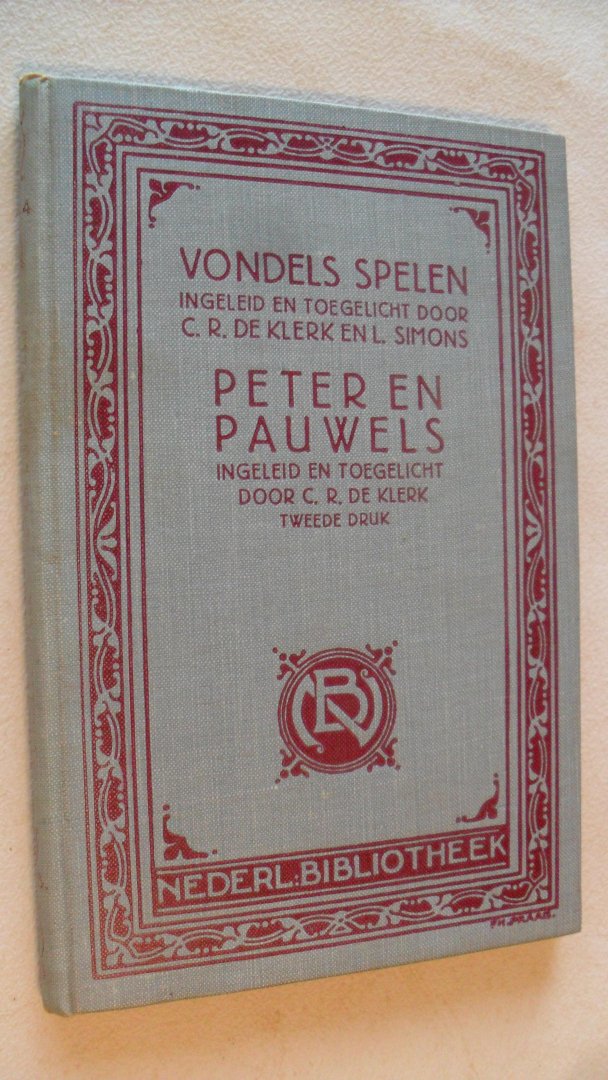 VONDELS SPELEN
INGELEID EN TOEGELICHT DOOR
C. R. DE KLERK EN L. SIMONS
PETER EN
PAUWELS
INGELEID EN TOEGELICHT
DOOR C. R. DE KLERK
TWEEDE DRUK
NB
NEDERL. BIBLIOTHEEK